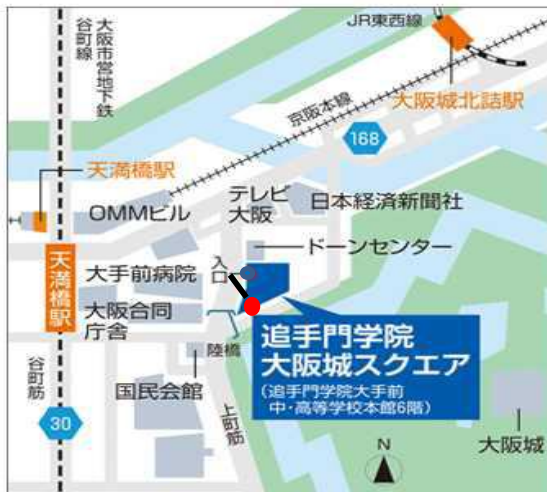 大阪市営地下鉄
谷町線
JR東西線
大阪城北詰駅
京阪本線
168
天満橋駅
OMMビル
テレビ
大阪
日本経済新聞社
ドーンセンター
天満橋駅
大手前病院
入口
大阪合同
庁舎
陸橋
追手門学院
大阪城スクエア
(追手門学院大手前
中・高等学校本館6階)
国民会館
谷町筋
上町筋
30
N
大阪城